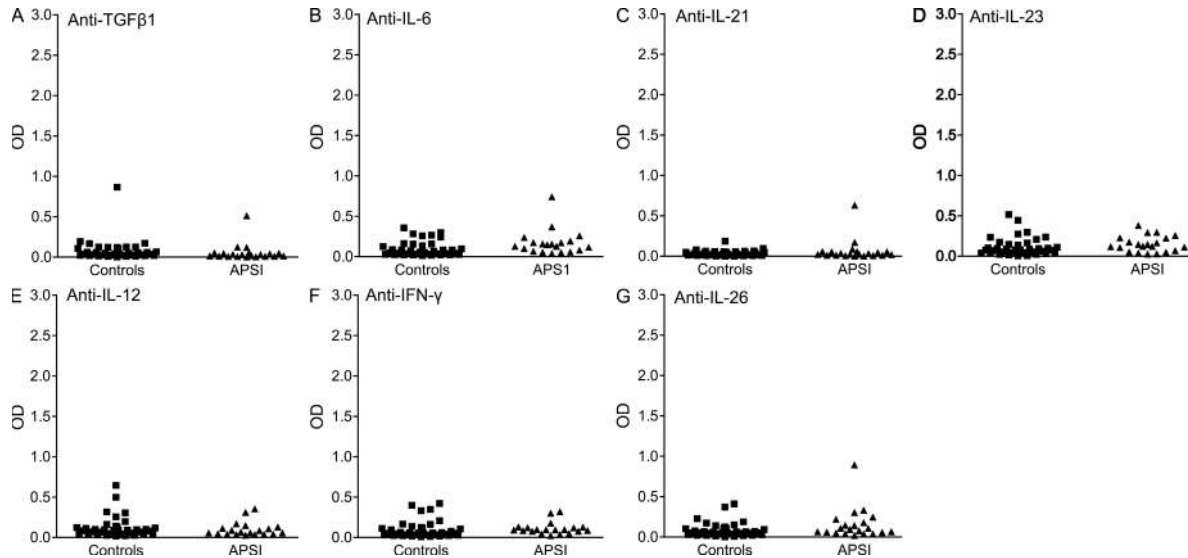 A Anti-TGFβ1
3.0
2.5
2.0
1.5
1.0
0.5
0.0
OD
Controls APSI
B Anti-IL-6
3.0
2.5
2.0
1.5
1.0
0.5
0.0
OD
Controls APS1
C Anti-IL-21
3.0
2.5
2.0
1.5
1.0
0.5
0.0
OD
Controls APSI
D Anti-IL-23
3.0
2.5
2.0
1.5
1.0
0.5
0.0
OD
Controls APSI
E Anti-IL-12
3.0
2.5
2.0
1.5
1.0
0.5
0.0
OD
Controls APSI
F Anti-IFN-γ
3.0
2.5
2.0
1.5
1.0
0.5
0.0
OD
Controls APSI
G Anti-IL-26
3.0
2.5
2.0
1.5
1.0
0.5
0.0
OD
Controls APSI